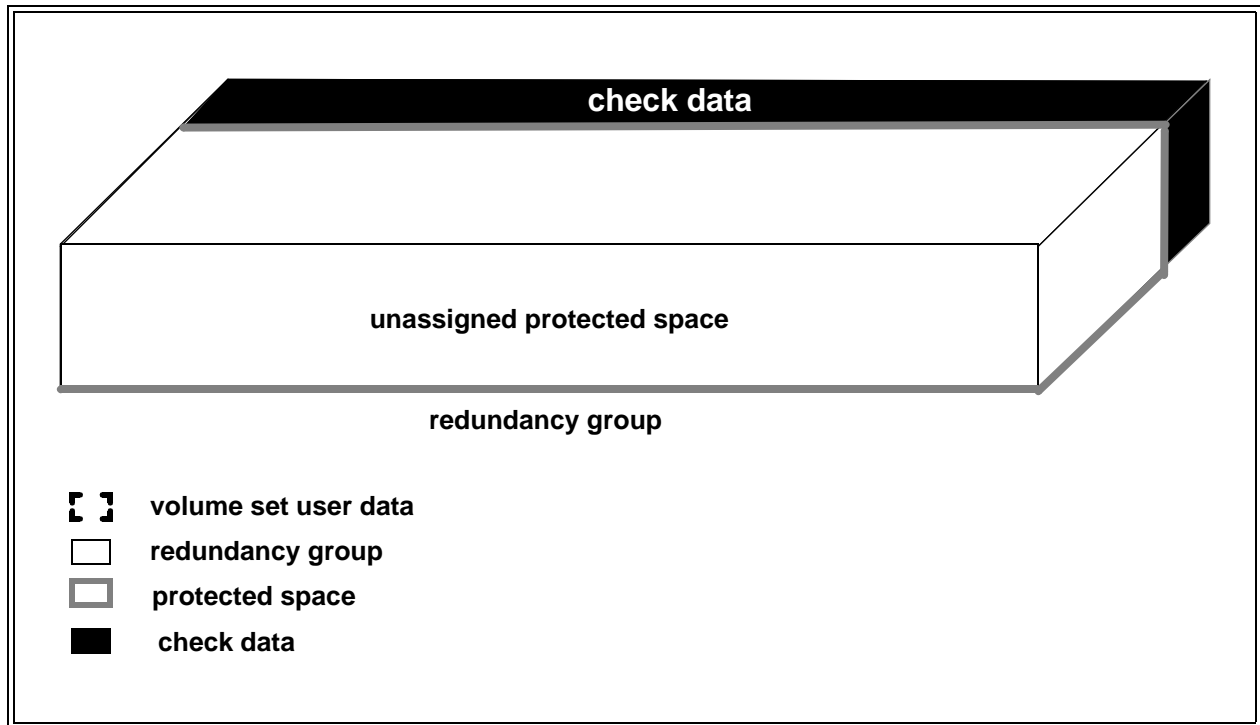 check data
unassigned protected space
redundancy group
volume set user data
redundancy group
protected space
check data